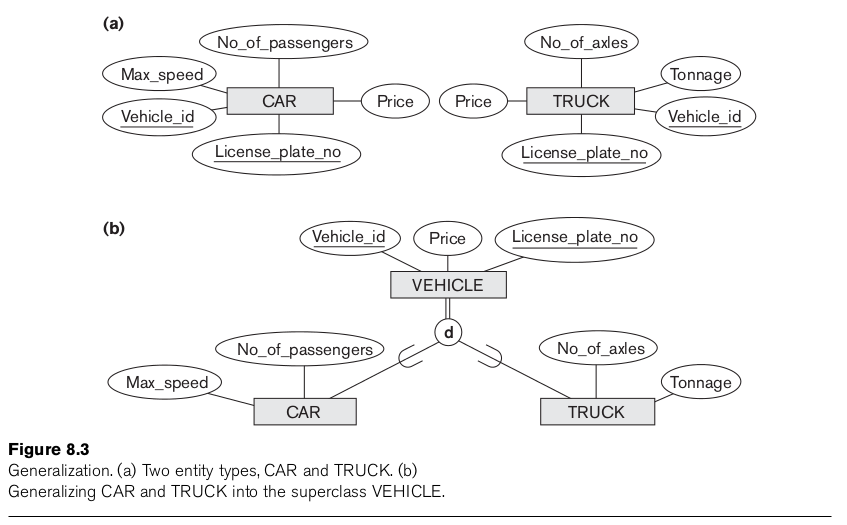 (a)
No_of_passengers
No_of_axles
Max_speed
Tonnage
CAR
Price
Price
TRUCK
Vehicle_id
Vehicle_id
License_plate_no
License_plate_no
(b)
Vehicle_id
Price
License_plate_no
VEHICLE
d
No_of_passengers
No_of_axles
Max_speed
Tonnage
CAR
TRUCK
Figure 8.3
Generalization. (a) Two entity types, CAR and TRUCK. (b)
Generalizing CAR and TRUCK into the superclass VEHICLE.